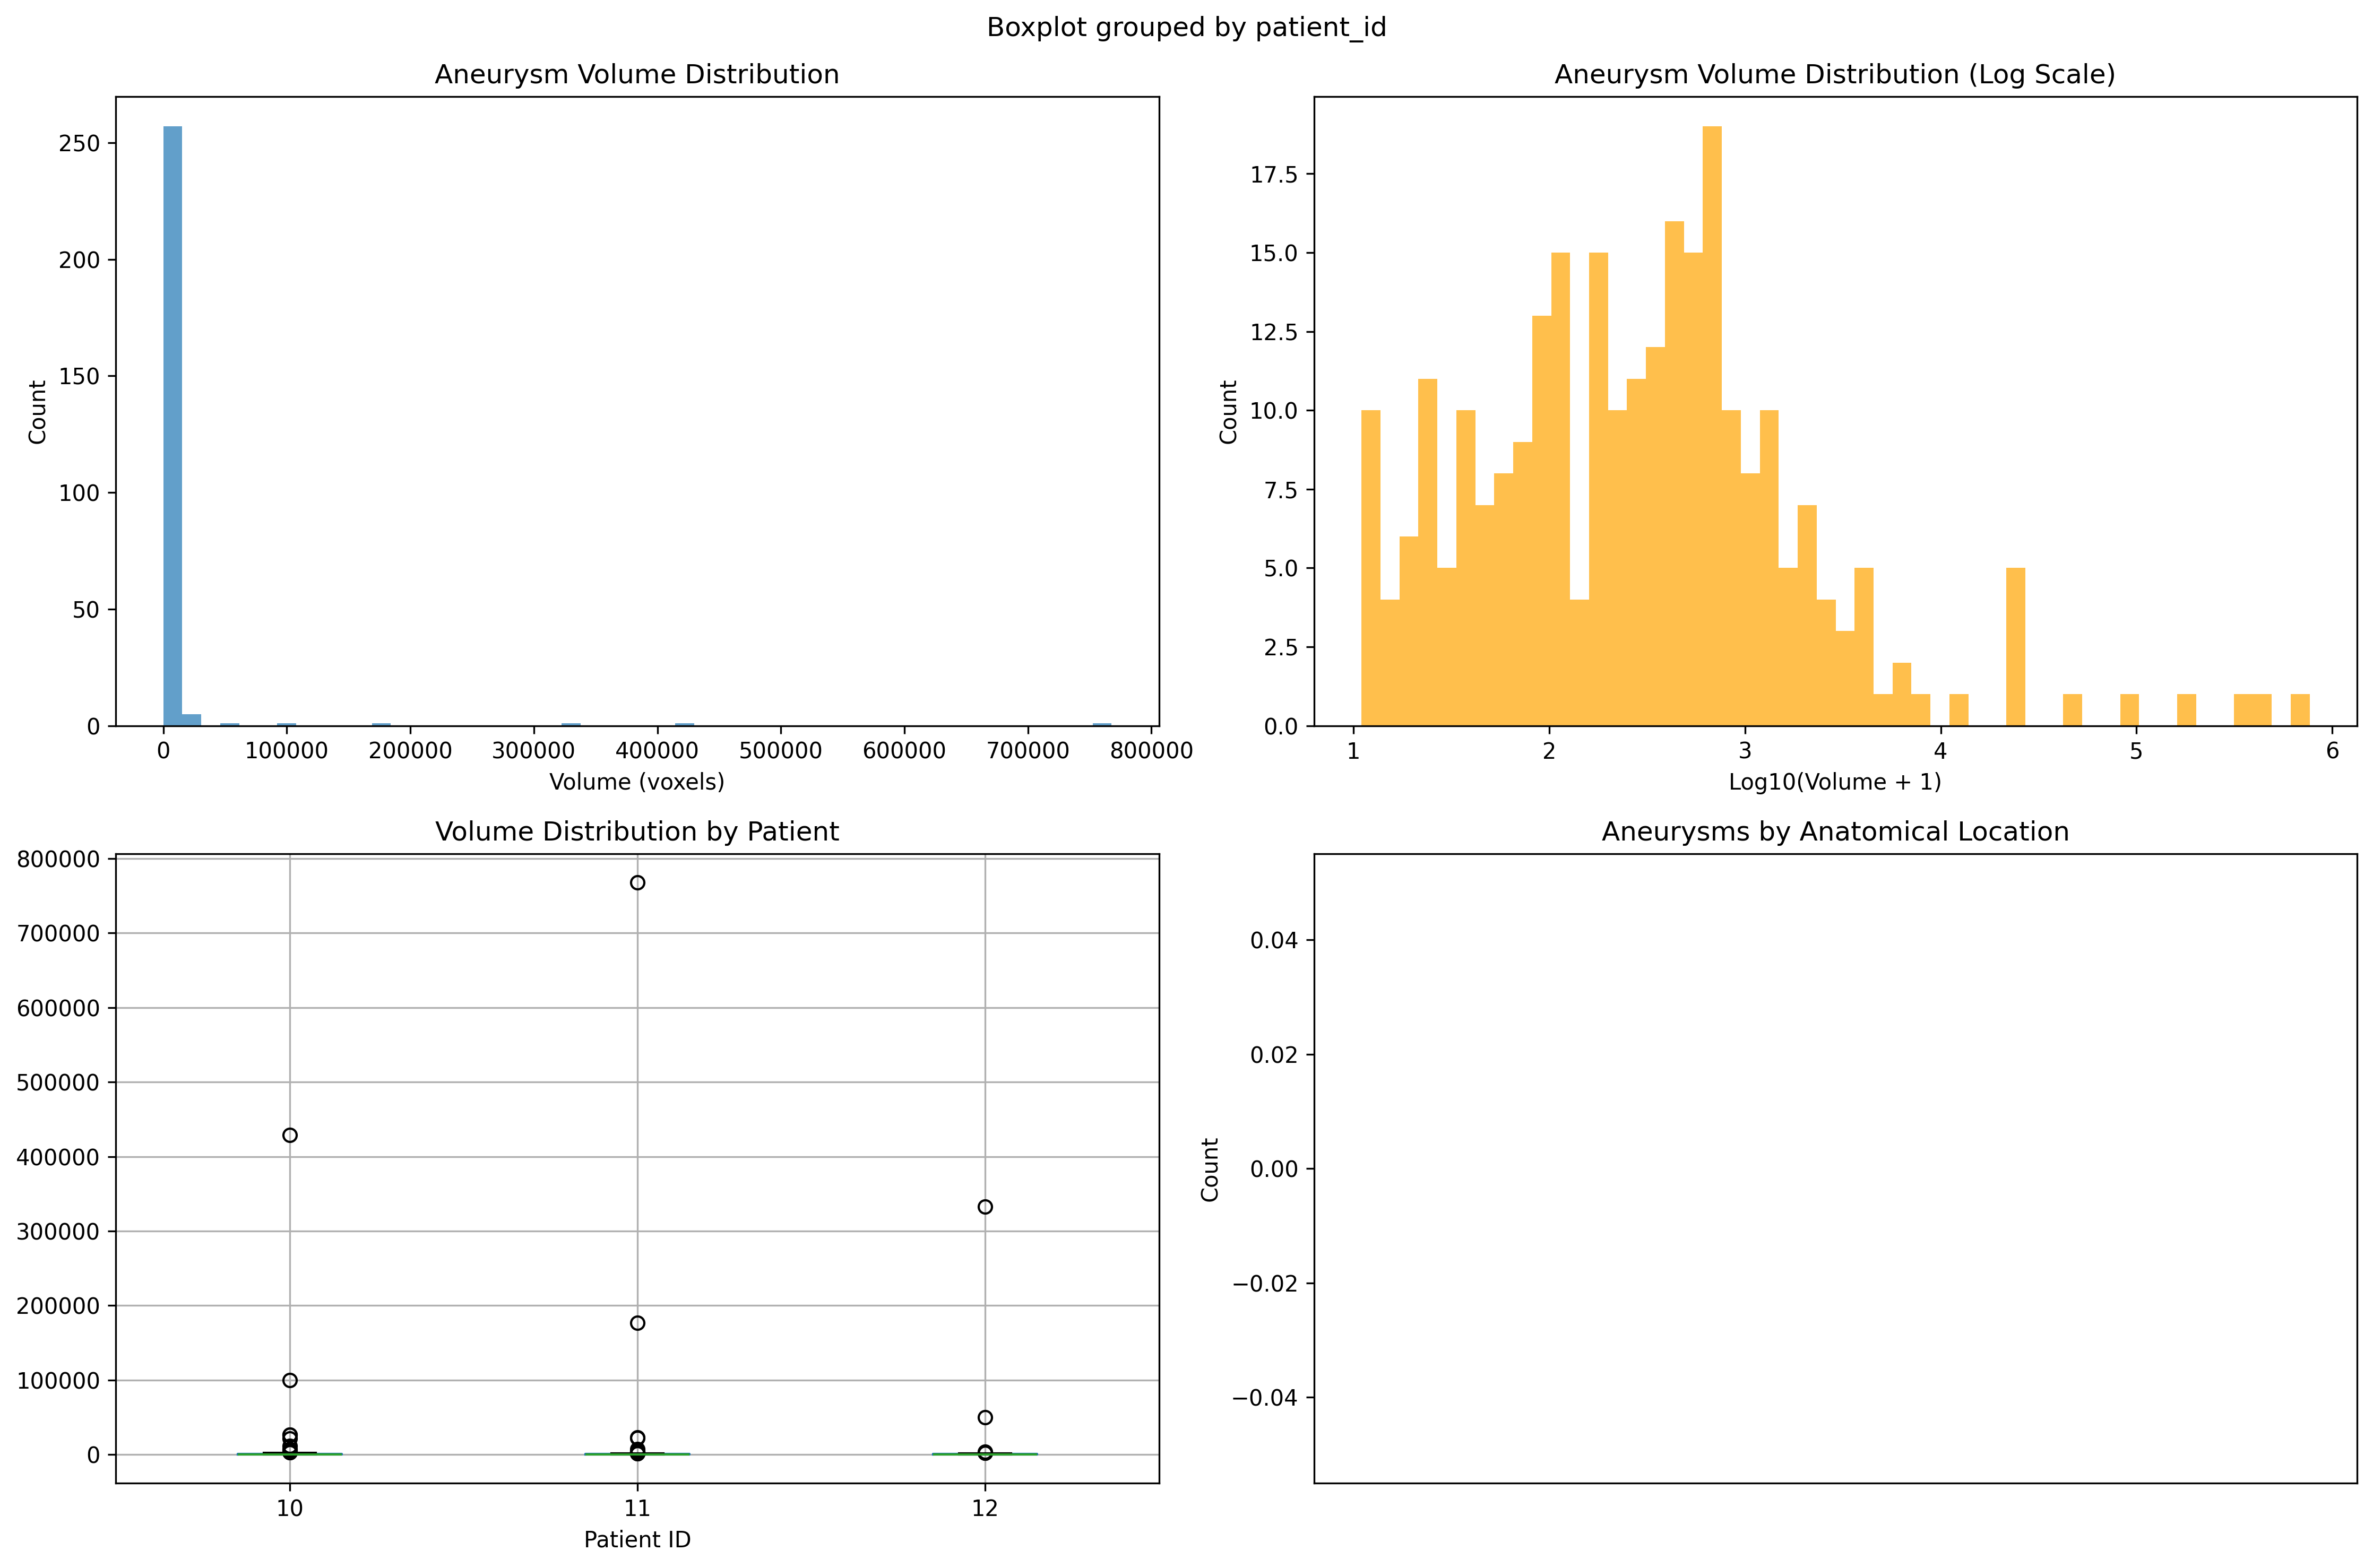 Boxplot grouped by patient_id
Aneurysm Volume Distribution
250
200
150
100
50
0
Count
0 100000 200000 300000 400000 500000 600000 700000 800000
Volume (voxels)
Aneurysm Volume Distribution (Log Scale)
17.5
15.0
12.5
10.0
7.5
5.0
2.5
0.0
Count
1 2 3 4 5 6
Log10(Volume + 1)
Volume Distribution by Patient
800000
700000
600000
500000
400000
300000
200000
100000
0
10 11 12
Patient ID
Aneurysms by Anatomical Location
0.04
0.02
0.00
−0.02
−0.04
Count